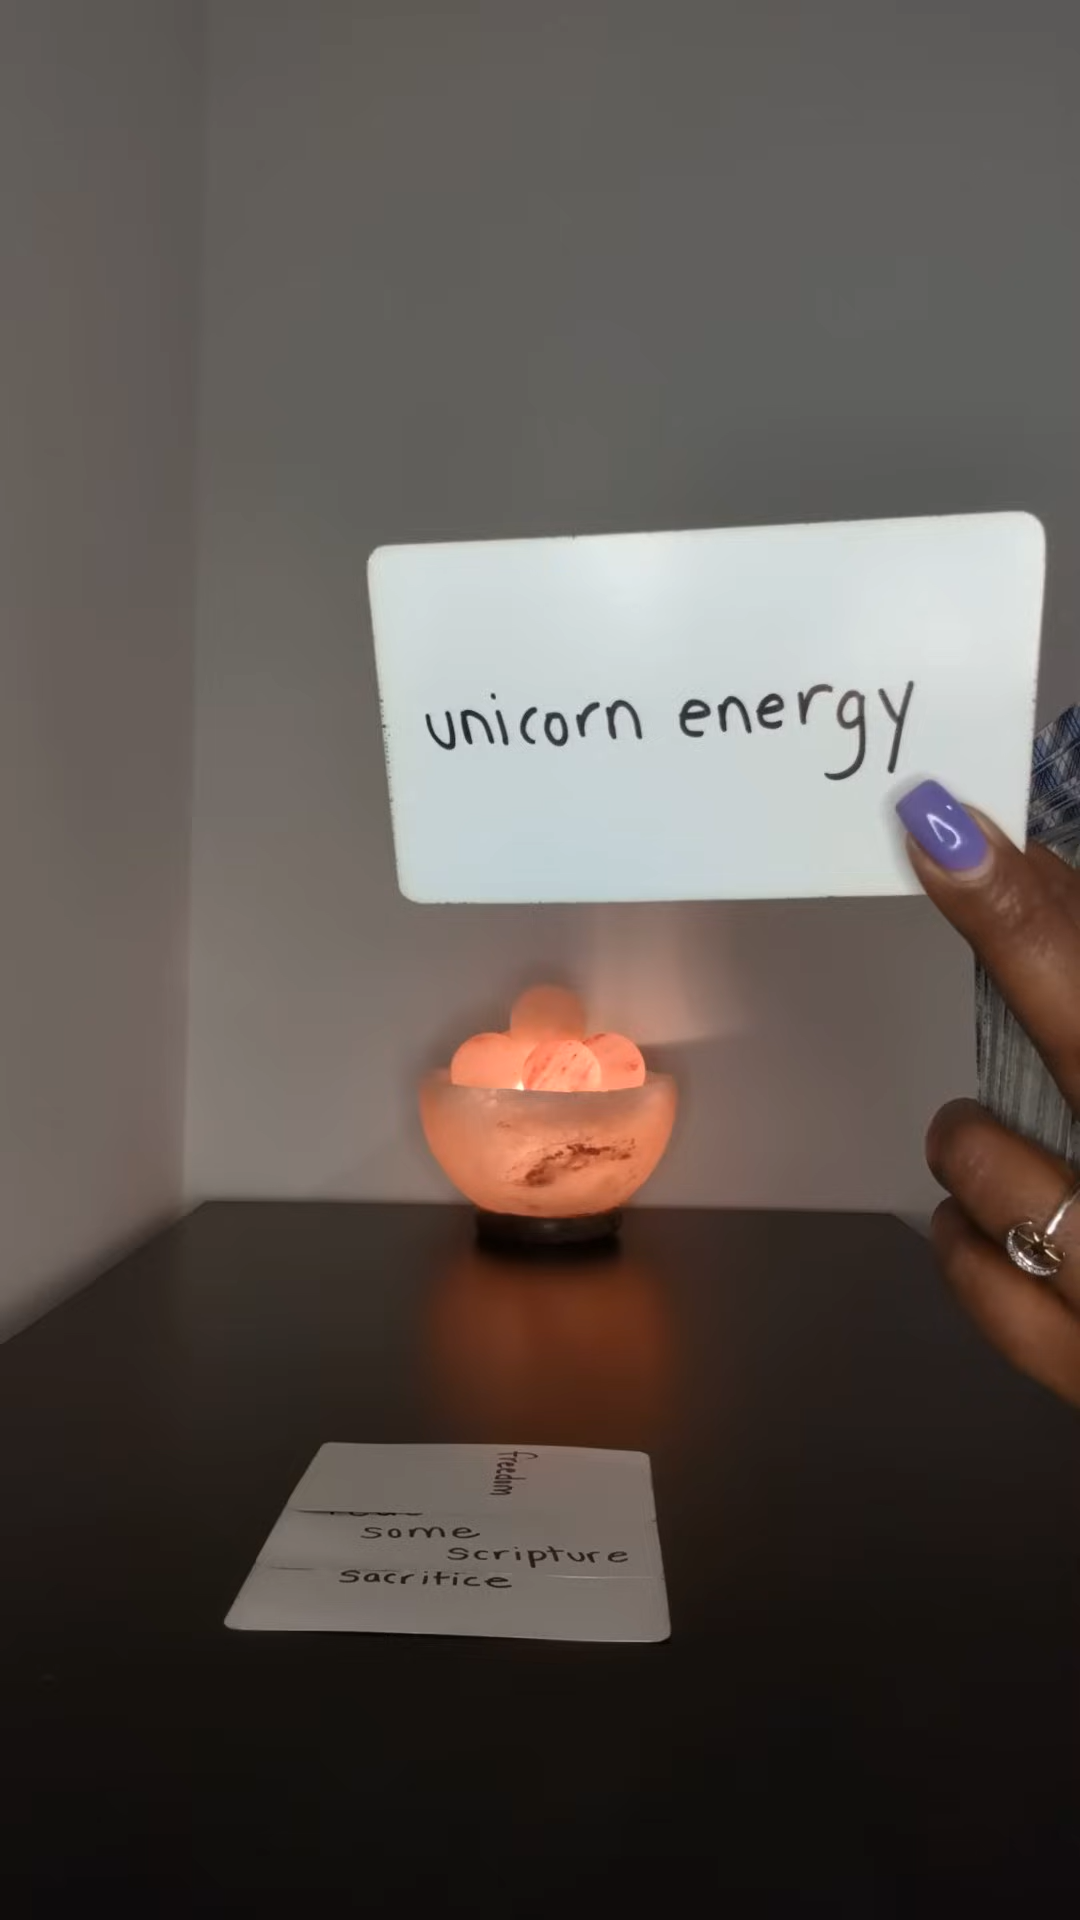 unicorn energy
freedom
some
scripture
sacrifice